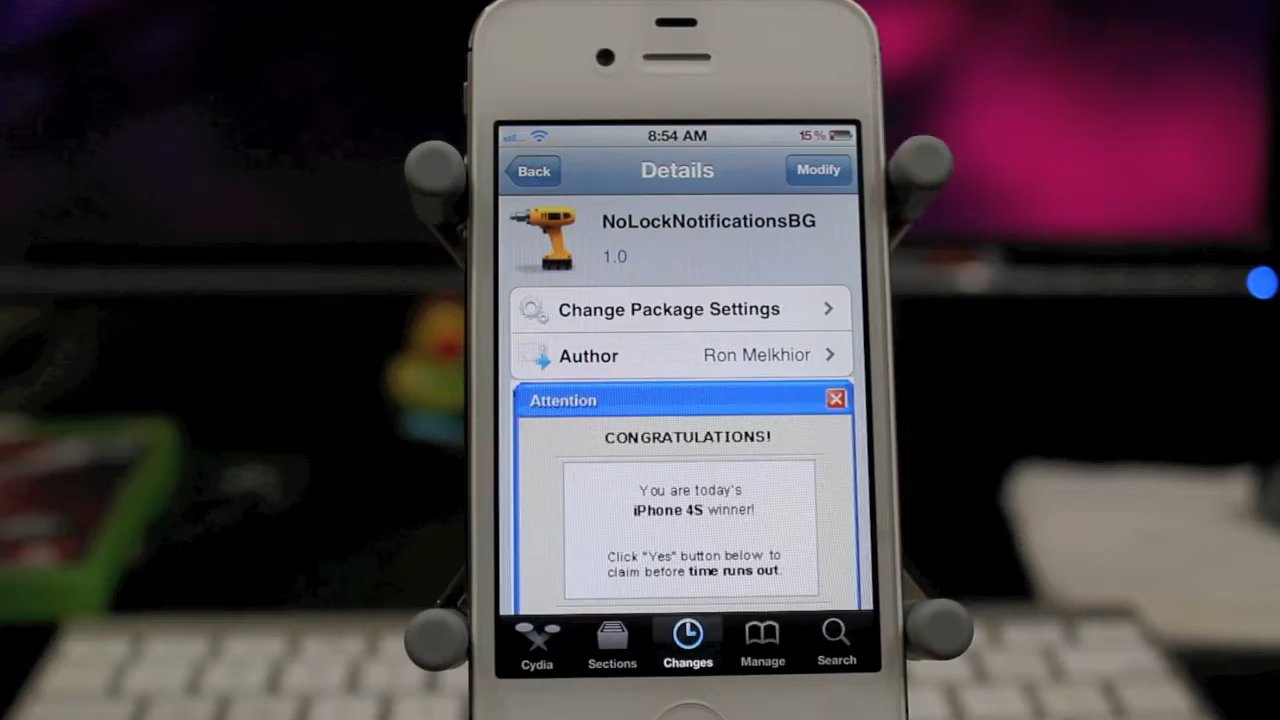 8:54 AM
15%
Back
Details
Modify
NoLockNotificationsBG
1.0
Change Package Settings
Author
Ron Melkhior
Attention
CONGRATULATIONS!
You are today's
iPhone 4S winner!
Click "Yes" button below to
claim before time runs out.
Cydia
Sections
Changes
Manage
Search